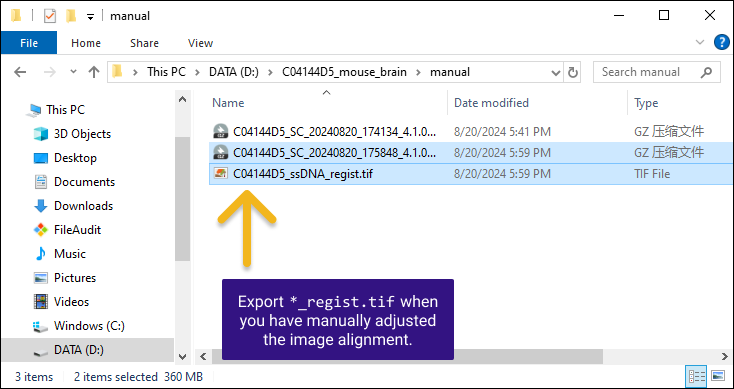 manual
File
Home
Share
View
This PC
DATA (D:)
C04144D5_mouse_brain
manual
Search manual
This PC
3D Objects
Desktop
Documents
Downloads
FileAudit
Music
Pictures
Videos
Windows (C:)
DATA (D:)
Name
Date modified
Type
C04144D5_SC_20240820_174134_4.1.0... 8/20/2024 5:41 PM GZ 压缩文件
C04144D5_SC_20240820_175848_4.1.0... 8/20/2024 5:59 PM GZ 压缩文件
C04144D5_ssDNA_regist.tif 8/20/2024 5:59 PM TIF File
Export *_regist.tif when
you have manually adjusted
the image alignment.
3 items
2 items selected 360 MB